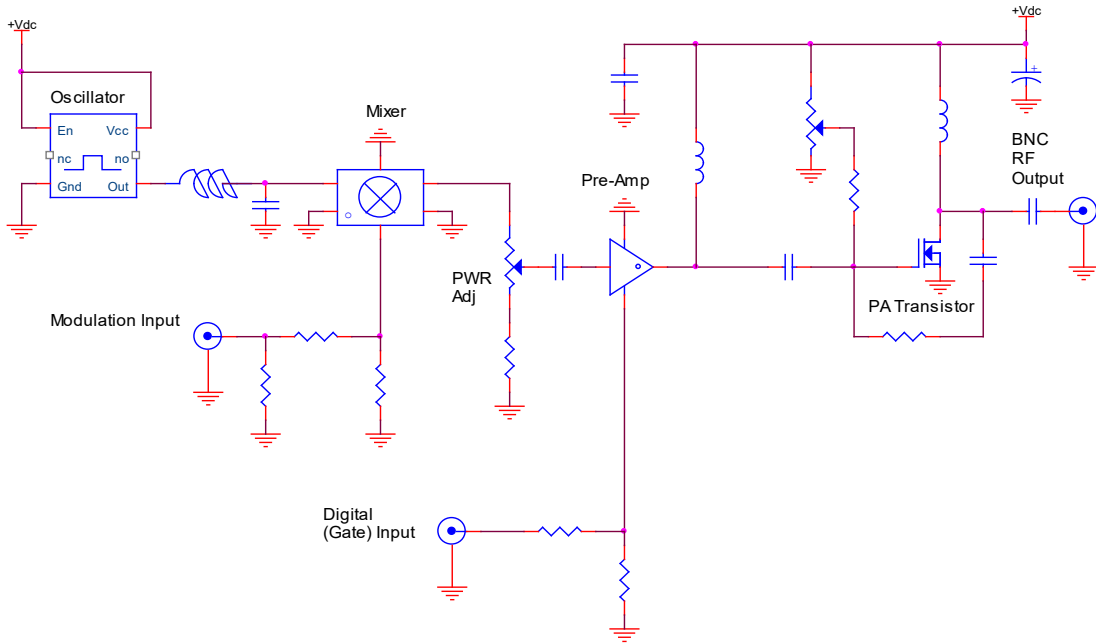 +Vdc
Oscillator
En
Vcc
nc
no
Gnd
Out
Mixer
Modulation Input
PWR
Adj
Pre-Amp
Digital
(Gate) Input
+Vdc
+
BNC
RF
Output
PA Transistor